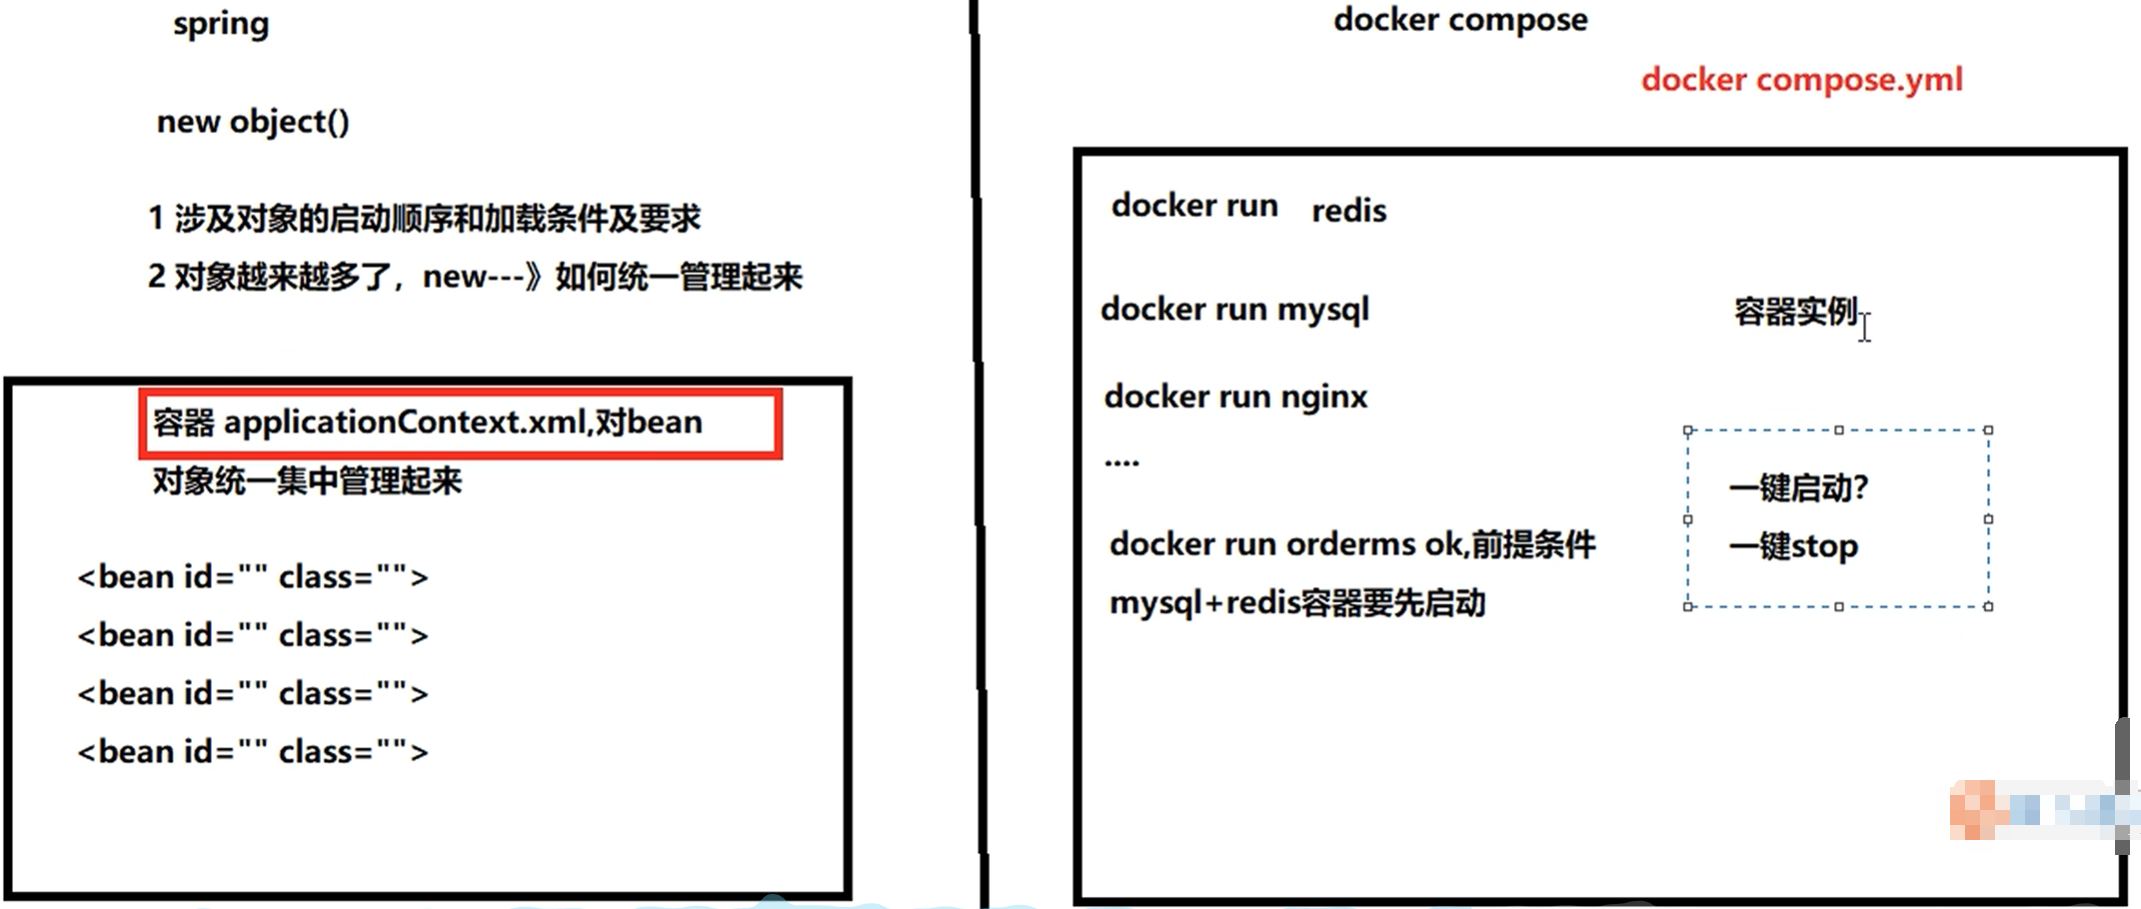 spring
new object()
1 涉及对象的启动顺序和加载条件及要求
2 对象越来越多了，new---》如何统一管理起来
容器 applicationContext.xml,对bean
对象统一集中管理起来
<bean id="" class="">
<bean id="" class="">
<bean id="" class="">
<bean id="" class="">
docker compose
docker compose.yml
docker run redis
docker run mysql
容器实例
docker run nginx
....
一键启动?
一键stop
docker run orderms ok,前提条件
mysql+redis容器要先启动